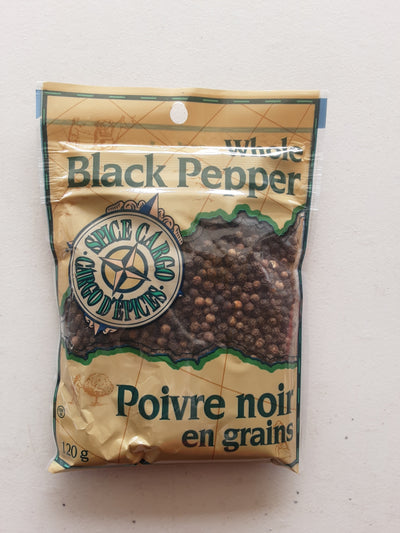 Whole
Black Pepper
SPICE CARGO
CARGO D'ÉPICES
Poivre noir
en grains
120 g